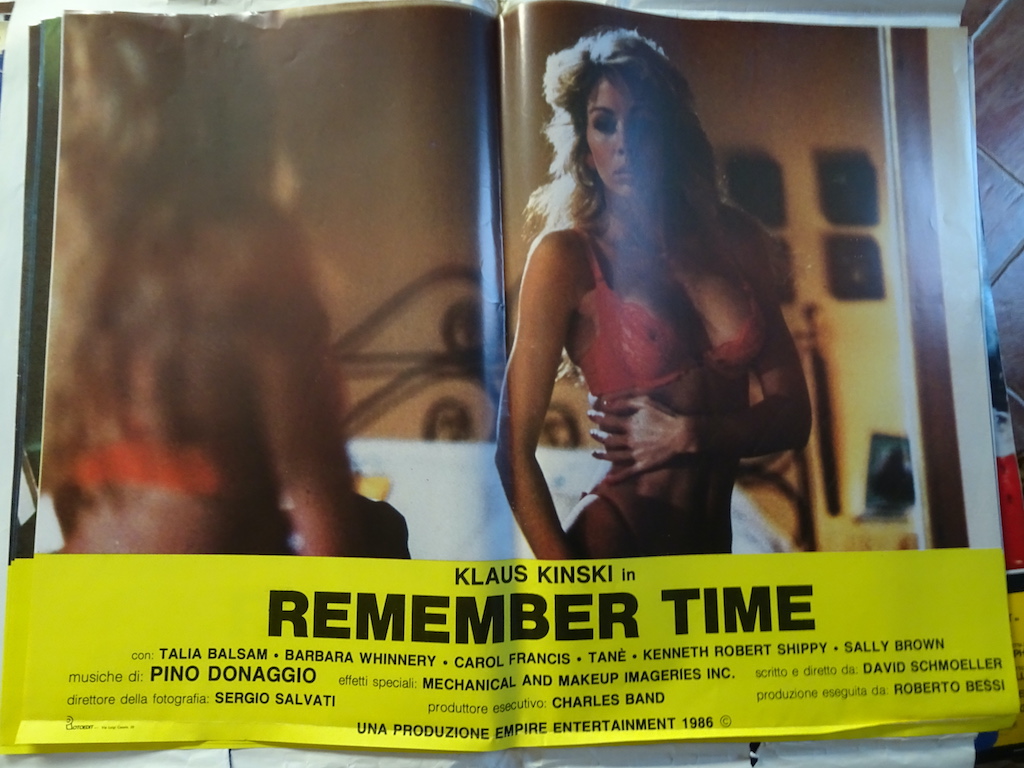 KLAUS KINSKI in
REMEMBER TIME
con: TALIA BALSAM • BARBARA WHINNERY • CAROL FRANCIS • TANÈ • KENNETH ROBERT SHIPPY • SALLY BROWN
musiche di: PINO DONAGGIO effetti speciali: MECHANICAL AND MAKEUP IMAGERIES INC. scritto e diretto da: DAVID SCHMOELLER
direttore della fotografia: SERGIO SALVATI produttore esecutivo: CHARLES BAND produzione eseguita da: ROBERTO BESSI
UNA PRODUZIONE EMPIRE ENTERTAINMENT 1986 ©